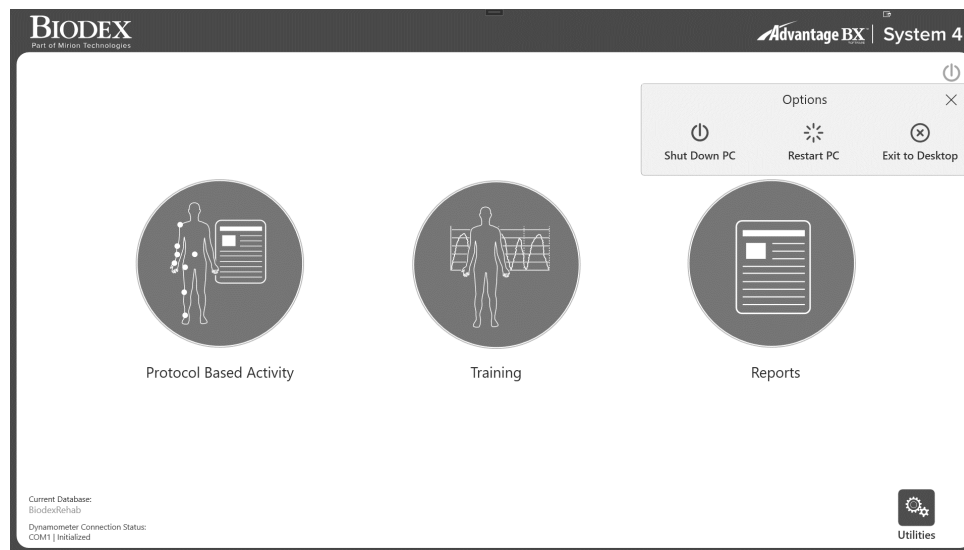 BIODEX
Part of Mirion Technologies
Advantage BX
System 4
Options
Shut Down PC
Restart PC
Exit to Desktop
Protocol Based Activity
Training
Reports
Current Database:
BiodexRehab
Dynamometer Connection Status:
COM1 | Initialized
Utilities